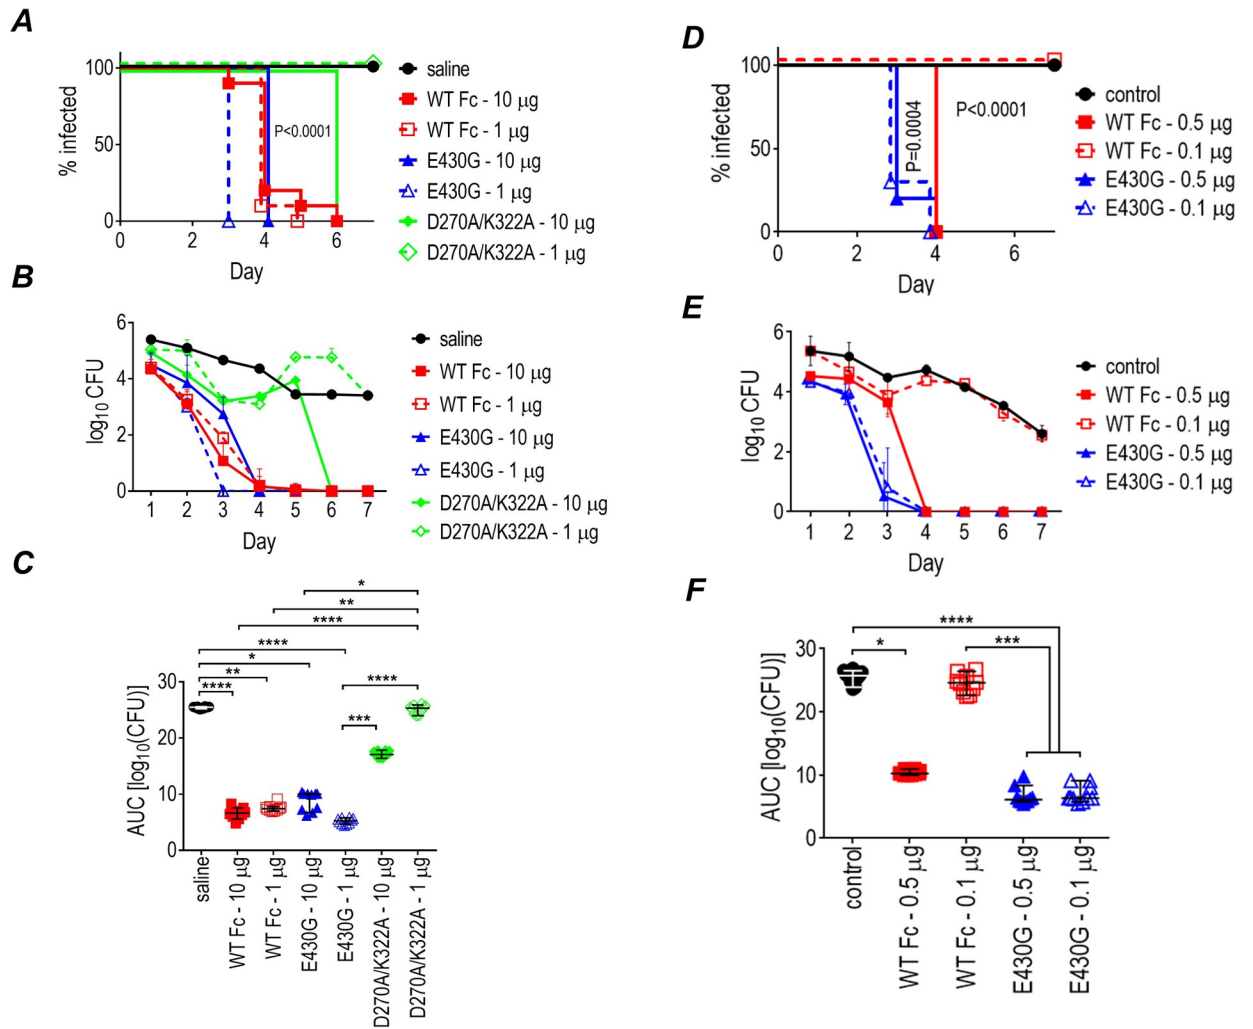 A
% infected
100
50
0
0 2 4 6
Day
P<0.0001
saline
WT Fc - 10 μg
WT Fc - 1 μg
E430G - 10 μg
E430G - 1 μg
D270A/K322A - 10 μg
D270A/K322A - 1 μg
B
log10 CFU
6
4
2
0
1 2 3 4 5 6 7
Day
saline
WT Fc - 10 μg
WT Fc - 1 μg
E430G - 10 μg
E430G - 1 μg
D270A/K322A - 10 μg
D270A/K322A - 1 μg
C
*
**
****
****
*
**
****
****
***
AUC [log10(CFU)]
30
20
10
0
saline
WT Fc - 10 μg
WT Fc - 1 μg
E430G - 10 μg
E430G - 1 μg
D270A/K322A - 10 μg
D270A/K322A - 1 μg
D
% infected
100
50
0
0 2 4 6
Day
P=0.0004
P<0.0001
control
WT Fc - 0.5 μg
WT Fc - 0.1 μg
E430G - 0.5 μg
E430G - 0.1 μg
E
log10 CFU
6
4
2
0
1 2 3 4 5 6 7
Day
control
WT Fc - 0.5 μg
WT Fc - 0.1 μg
E430G - 0.5 μg
E430G - 0.1 μg
F
****
*
***
AUC [log10(CFU)]
30
20
10
0
control
WT Fc - 0.5 μg
WT Fc - 0.1 μg
E430G - 0.5 μg
E430G - 0.1 μg